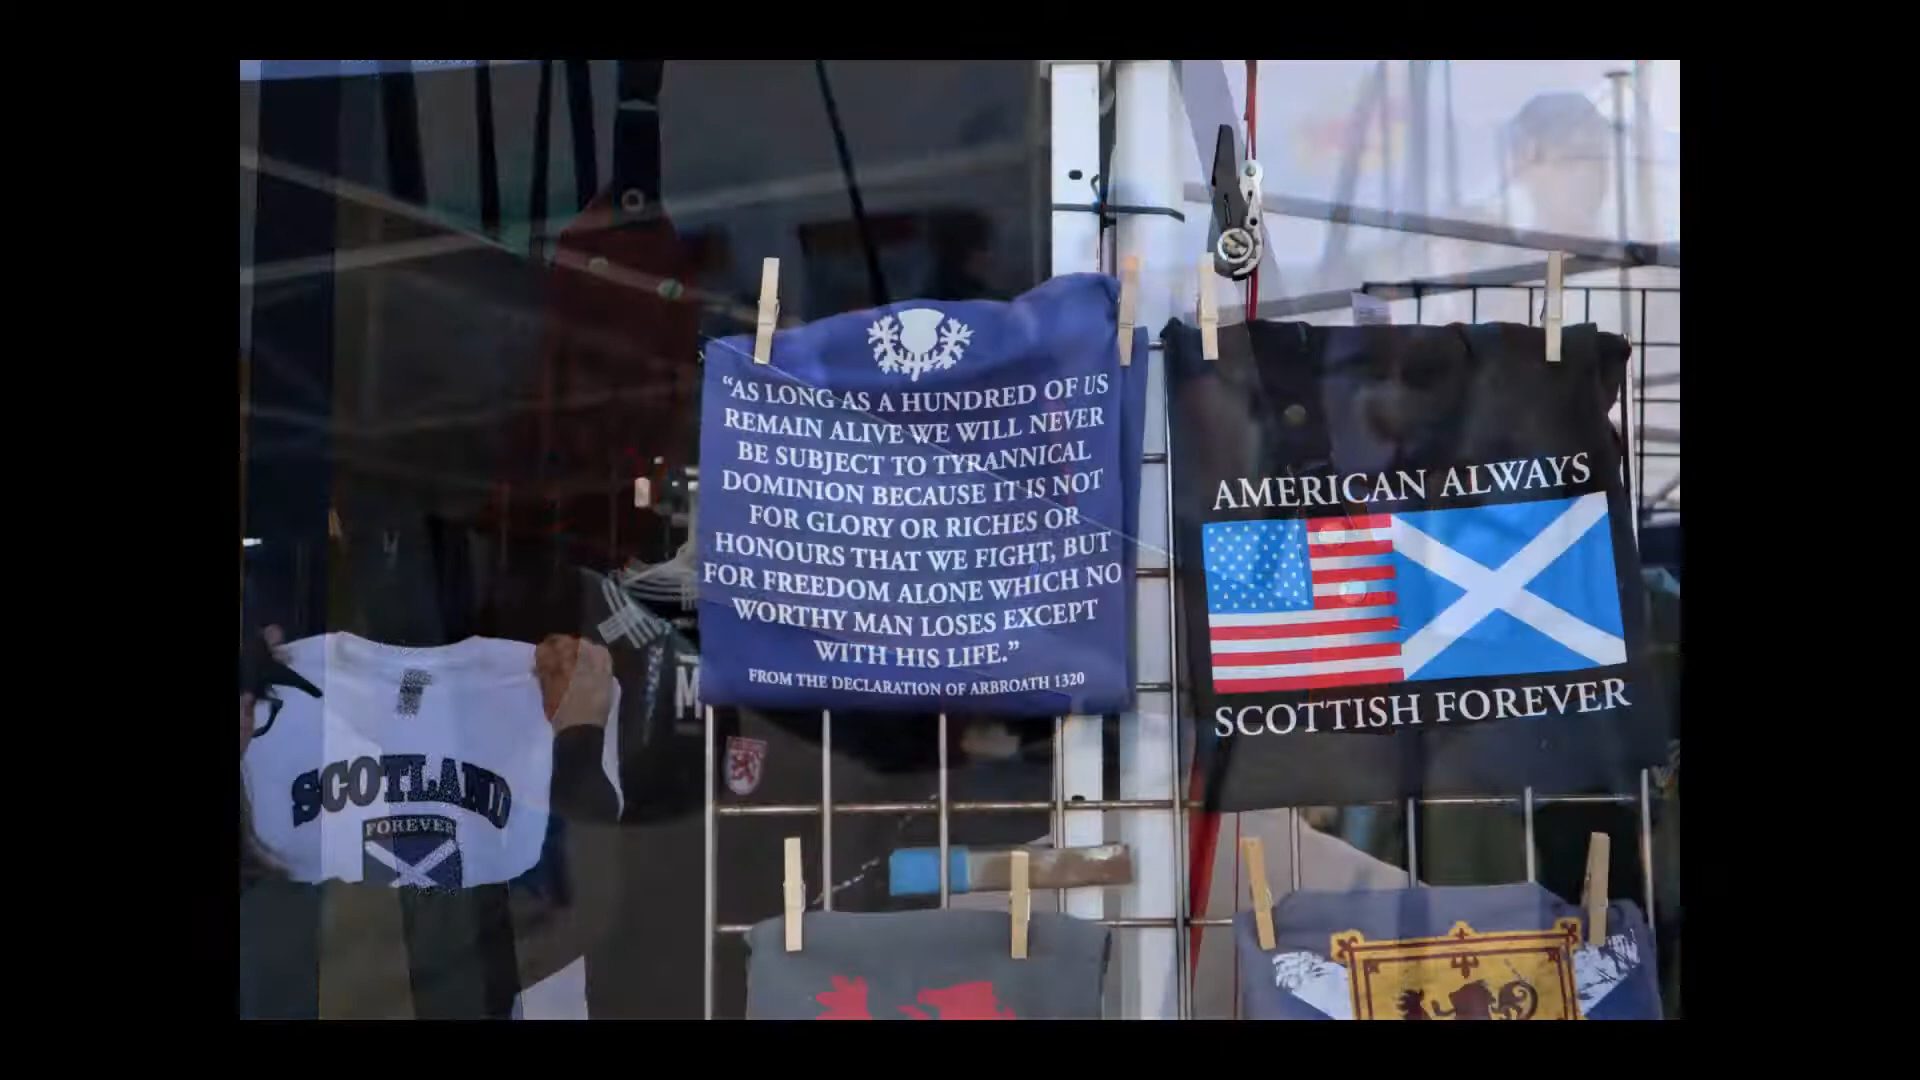 “AS LONG AS A HUNDRED OF US
REMAIN ALIVE WE WILL NEVER
BE SUBJECT TO TYRANNICAL
DOMINION BECAUSE IT IS NOT
FOR GLORY OR RICHES OR
HONOURS THAT WE FIGHT, BUT
FOR FREEDOM ALONE WHICH NO
WORTHY MAN LOSES EXCEPT
WITH HIS LIFE.”
FROM THE DECLARATION OF ARBROATH 1320
AMERICAN ALWAYS
SCOTTISH FOREVER
SCOTLAND
FOREVER